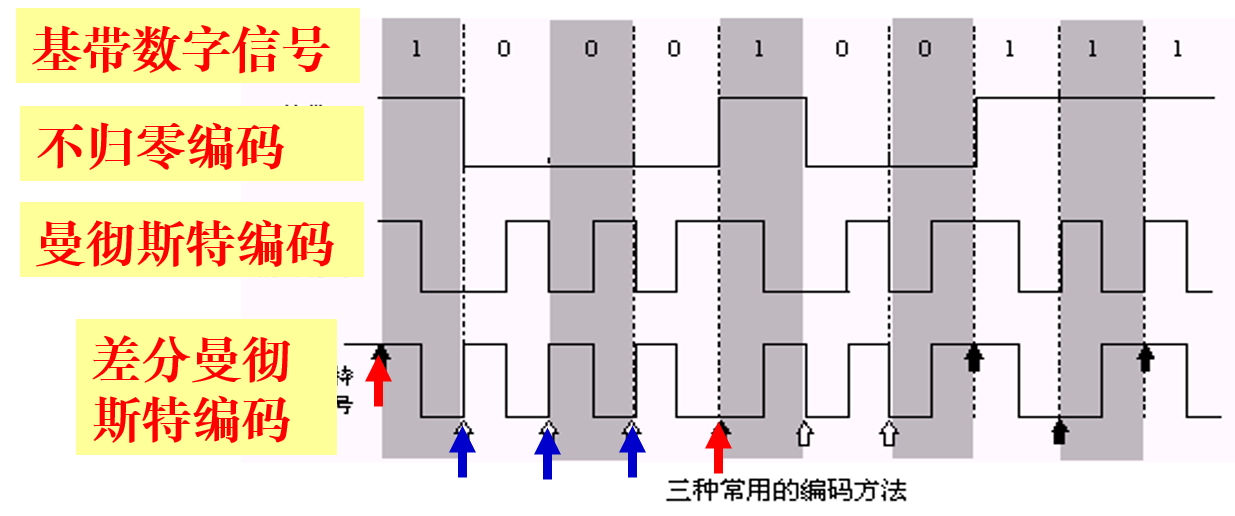 基带数字信号
1 0 0 0 1 0 0 1 1 1
不归零编码
曼彻斯特编码
差分曼彻
斯特编码
号
三种常用的编码方法